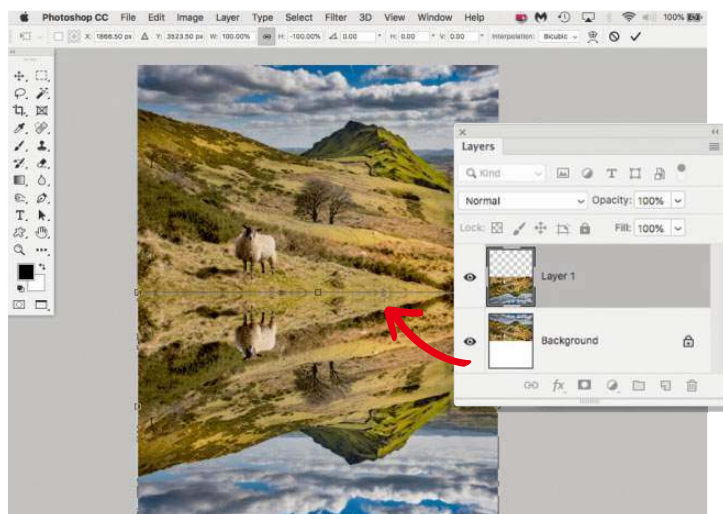 Photoshop CC File Edit Image Layer Type Select Filter 3D View Window Help 100%
X: 1866.50 px Y: 3523.50 px W: 100.00% H: -100.00% 0.00 H: 0.00 V: 0.00 Interpolation: Bicubic
Layers
Kind
Normal Opacity: 100%
Lock: Fill: 100%
Layer 1
Background
fx